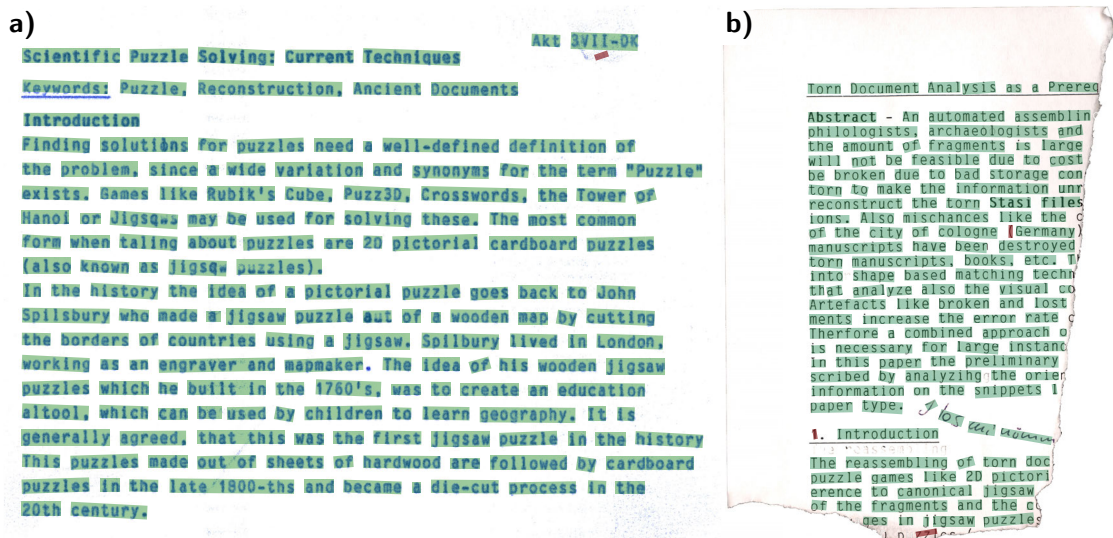 a)
Akt 3VII-DK
Scientific Puzzle Solving: Current Techniques
Keywords: Puzzle, Reconstruction, Ancient Documents
Introduction
Finding solutions for puzzles need a well-defined definition of
the problem, since a wide variation and synonyms for the term "Puzzle"
exists. Games like Rubik's Cube, Puzz3D, Crosswords, the Tower of
Hanoi or Jigsqws may be used for solving these. The most common
form when taling about puzzles are 2D pictorial cardboard puzzles
(also known as jigsqw puzzles).
In the history the idea of a pictorial puzzle goes back to John
Spilsbury who made a jigsaw puzzle aut of a wooden map by cutting
the borders of countries using a jigsaw. Spilbury lived in London,
working as an engraver and mapmaker. The idea of his wooden jigsaw
puzzles which he built in the 1760's, was to create an education
altool, which can be used by children to learn geography. It is
generally agreed, that this was the first jigsaw puzzle in the history
This puzzles made out of sheets of hardwood are followed by cardboard
puzzles in the late 1800-ths and became a die-cut process in the
20th century.
b)
Torn Document Analysis as a Prereq
Abstract - An automated assemblin
philologists, archaeologists and
the amount of fragments is large
will not be feasible due to cost
be broken due to bad storage con
torn to make the information unr
reconstruct the torn Stasi files
ions. Also mischances like the c
of the city of cologne (Germany)
manuscripts have been destroyed
torn manuscripts, books, etc. T
into shape based matching techn
that analyze also the visual co
Artefacts like broken and lost
ments increase the error rate c
Therfore a combined approach o
is necessary for large instanc
In this paper the preliminary
scribed by analyzihg the orien
information on the snippets l
paper type.
1. Introduction
The reassembling of torn doc
puzzle games like 2D pictori
erence to canonical jigsaw
of the fragments and the co
ges in jigsaw puzzles